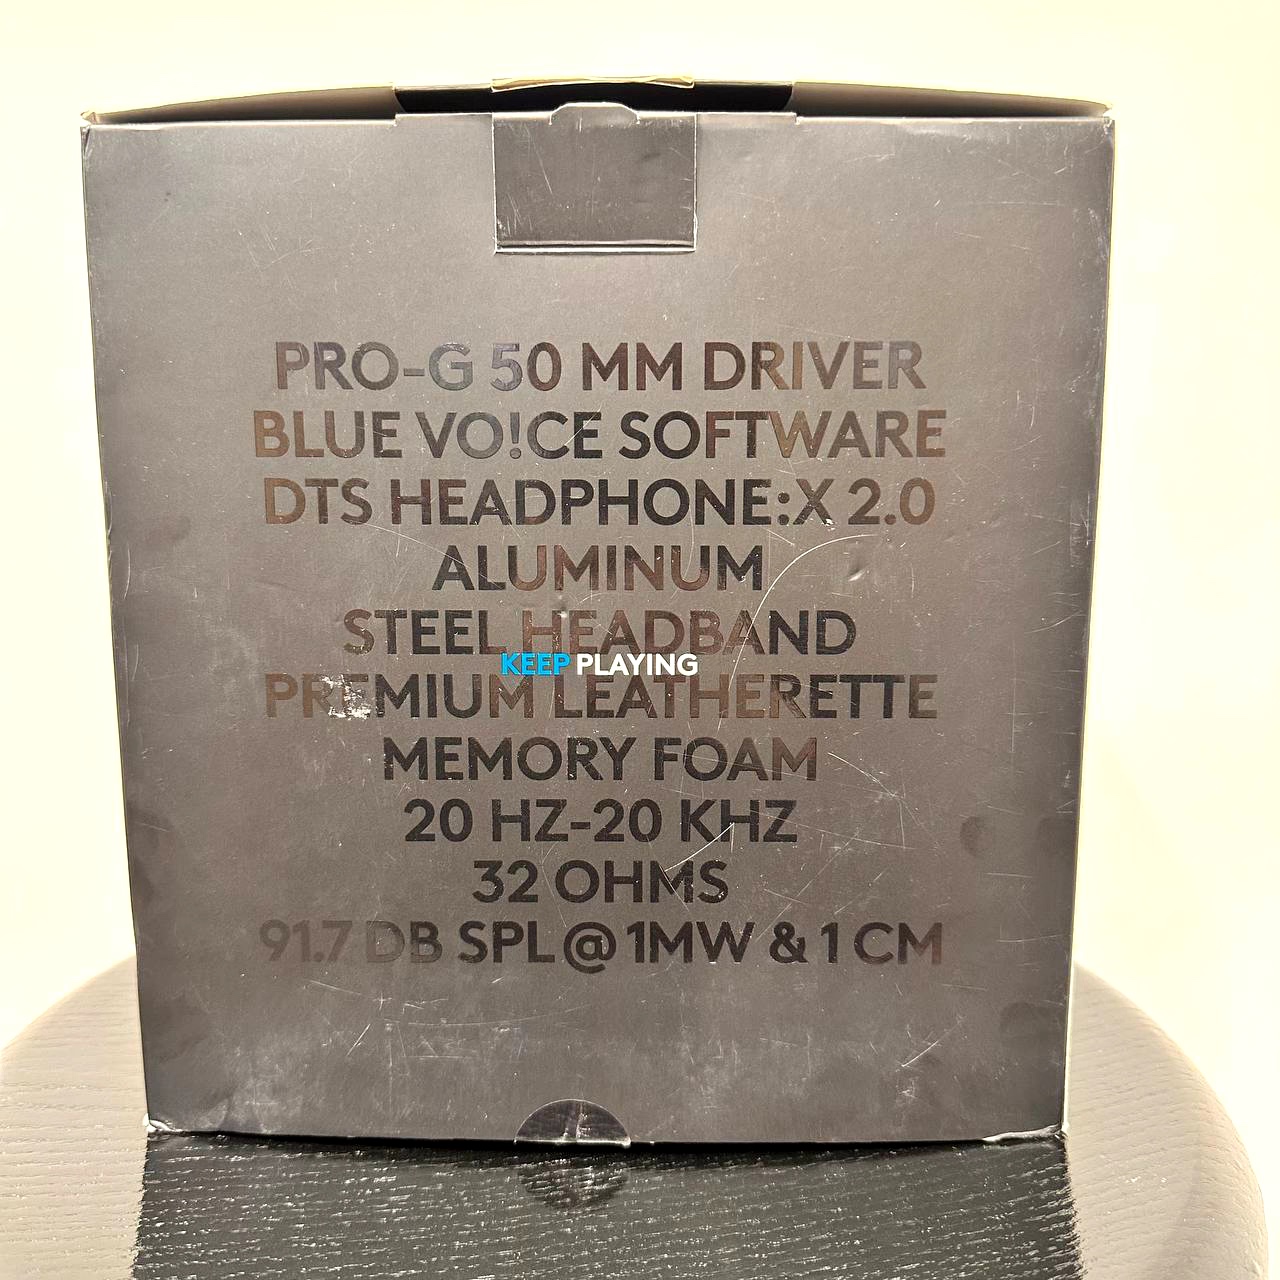 PRO-G 50 MM DRIVER
BLUE VO!CE SOFTWARE
DTS HEADPHONE:X 2.0
ALUMINUM
STEEL HEADBAND
KEEP PLAYING
PREMIUM LEATHERETTE
MEMORY FOAM
20 HZ-20 KHZ
32 OHMS
91.7 DB SPL@1MW & 1 CM